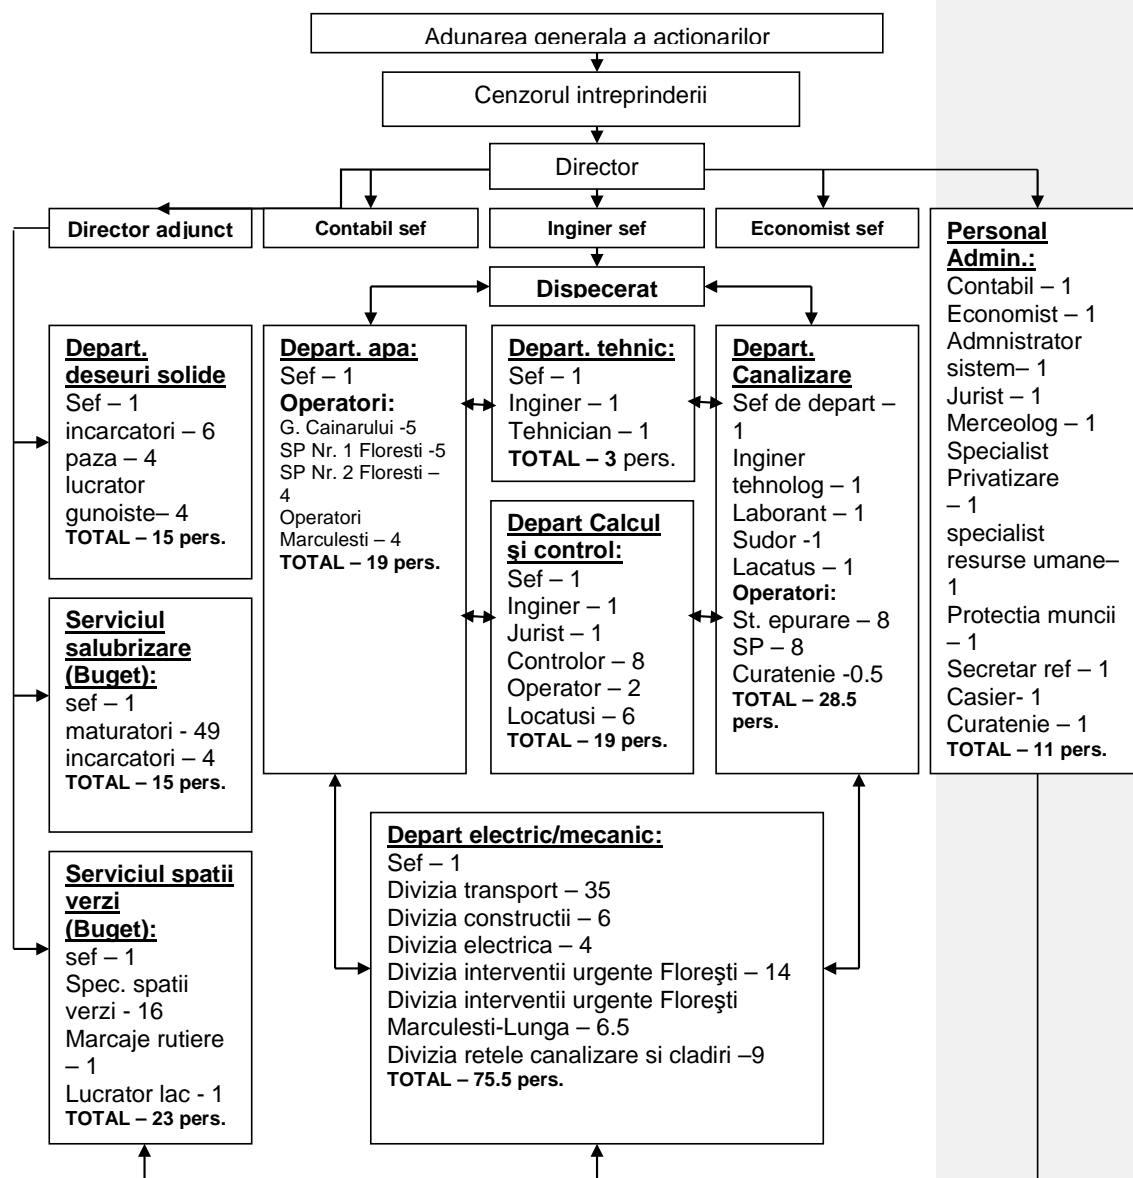 Adunarea generala a actionarilor
Cenzorul intreprinderii
Director
Director adjunct
Contabil sef
Inginer sef
Economist sef
Dispecerat
Personal
Admin.:
Contabil – 1
Economist – 1
Admnistrator
sistem– 1
Jurist – 1
Merceolog – 1
Specialist
Privatizare
– 1
specialist
resurse umane–
1
Protectia muncii
– 1
Secretar ref – 1
Casier- 1
Curatenie – 1
TOTAL – 11 pers.
Depart.
deseuri solide
Sef – 1
incarcatori – 6
paza – 4
lucrator
gunoiste– 4
TOTAL – 15 pers.
Depart. apa:
Sef – 1
Operatori:
G. Cainarului -5
SP Nr. 1 Floresti -5
SP Nr. 2 Floresti –
4
Operatori
Marculesti – 4
TOTAL – 19 pers.
Depart. tehnic:
Sef – 1
Inginer – 1
Tehnician – 1
TOTAL – 3 pers.
Depart.
Canalizare
Sef de depart –
1
Inginer
tehnolog – 1
Laborant – 1
Sudor -1
Lacatus – 1
Operatori:
St. epurare – 8
SP – 8
Curatenie -0.5
TOTAL – 28.5
pers.
Depart Calcul
şi control:
Sef – 1
Inginer – 1
Jurist – 1
Controlor – 8
Operator – 2
Locatusi – 6
TOTAL – 19 pers.
Serviciul
salubrizare
(Buget):
sef – 1
maturatori - 49
incarcatori – 4
TOTAL – 15 pers.
Serviciul spatii
verzi
(Buget):
sef – 1
Spec. spatii
verzi - 16
Marcaje rutiere
– 1
Lucrator lac - 1
TOTAL – 23 pers.
Depart electric/mecanic:
Sef – 1
Divizia transport – 35
Divizia constructii – 6
Divizia electrica – 4
Divizia interventii urgente Floreşti – 14
Divizia interventii urgente Floreşti
Marculesti-Lunga – 6.5
Divizia retele canalizare si cladiri –9
TOTAL – 75.5 pers.